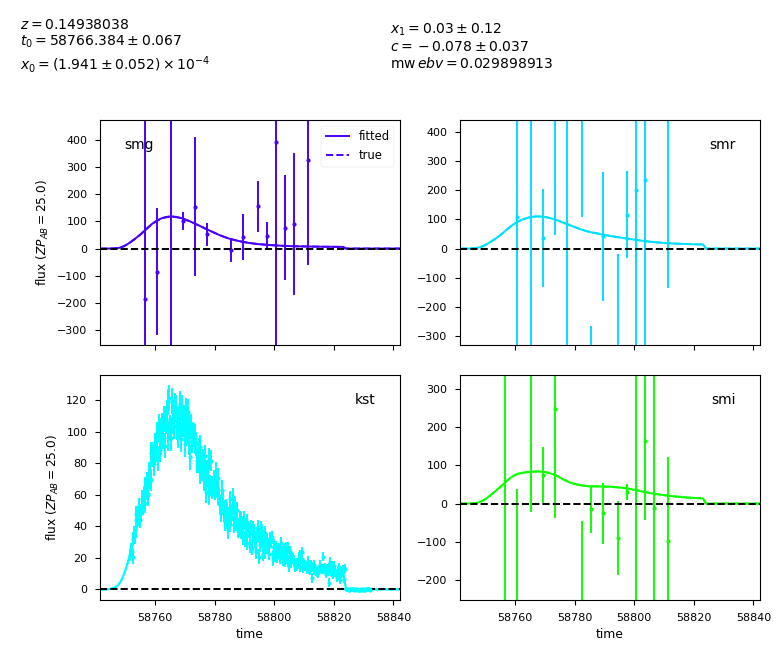 z = 0.14938038
t₀ = 58766.384 ± 0.067
x₀ = (1.941 ± 0.052) × 10⁻⁴
x₁ = 0.03 ± 0.12
c = −0.078 ± 0.037
mw ebv = 0.029898913
smg
fitted
true
400
300
200
100
0
−100
−200
−300
flux (ZP_AB = 25.0)
smr
400
300
200
100
0
−100
−200
−300
kst
120
100
80
60
40
20
0
flux (ZP_AB = 25.0)
58760 58780 58800 58820 58840
time
smi
300
200
100
0
−100
−200
58760 58780 58800 58820 58840
time